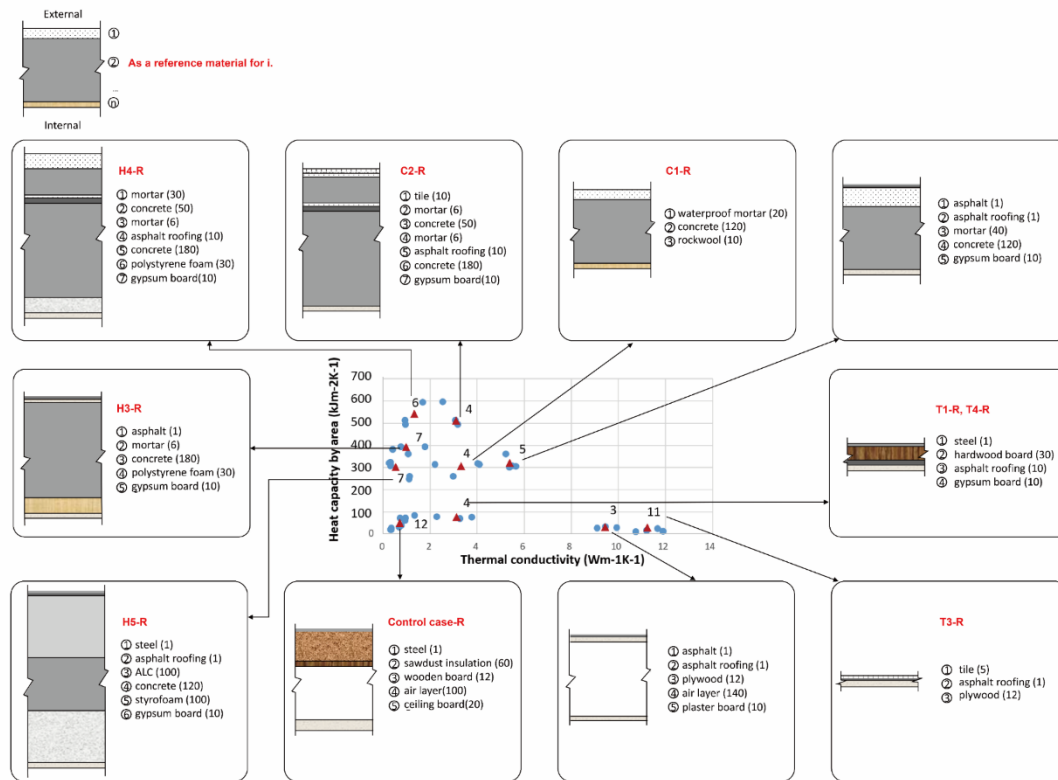 External
①
② As a reference material for i.
ⓝ
Internal
H4-R
① mortar (30)
② concrete (50)
③ mortar (6)
④ asphalt roofing (10)
⑤ concrete (180)
⑥ polystyrene foam (30)
⑦ gypsum board(10)
C2-R
① tile (10)
② mortar (6)
③ concrete (50)
④ mortar (6)
⑤ asphalt roofing (10)
⑥ concrete (180)
⑦ gypsum board(10)
C1-R
① waterproof mortar (20)
② concrete (120)
③ rockwool (10)
① asphalt (1)
② asphalt roofing (1)
③ mortar (40)
④ concrete (120)
⑤ gypsum board (10)
H3-R
① asphalt (1)
② mortar (6)
③ concrete (180)
④ polystyrene foam (30)
⑤ gypsum board (10)
Heat capacity by area (kJm-2K-1)
700
600
500
400
300
200
100
0
6
4
7
4
5
7
4
12
3
11
0
2
4
6
8
10
12
14
Thermal conductivity (Wm-1K-1)
T1-R, T4-R
① steel (1)
② hardwood board (30)
③ asphalt roofing (10)
④ gypsum board (10)
H5-R
① steel (1)
② asphalt roofing (1)
③ ALC (100)
④ concrete (120)
⑤ styrofoam (100)
⑥ gypsum board (10)
Control case-R
① steel (1)
② sawdust insulation (60)
③ wooden board (12)
④ air layer(100)
⑤ ceiling board(20)
① asphalt (1)
② asphalt roofing (1)
③ plywood (12)
④ air layer (140)
⑤ plaster board (10)
T3-R
① tile (5)
② asphalt roofing (1)
③ plywood (12)